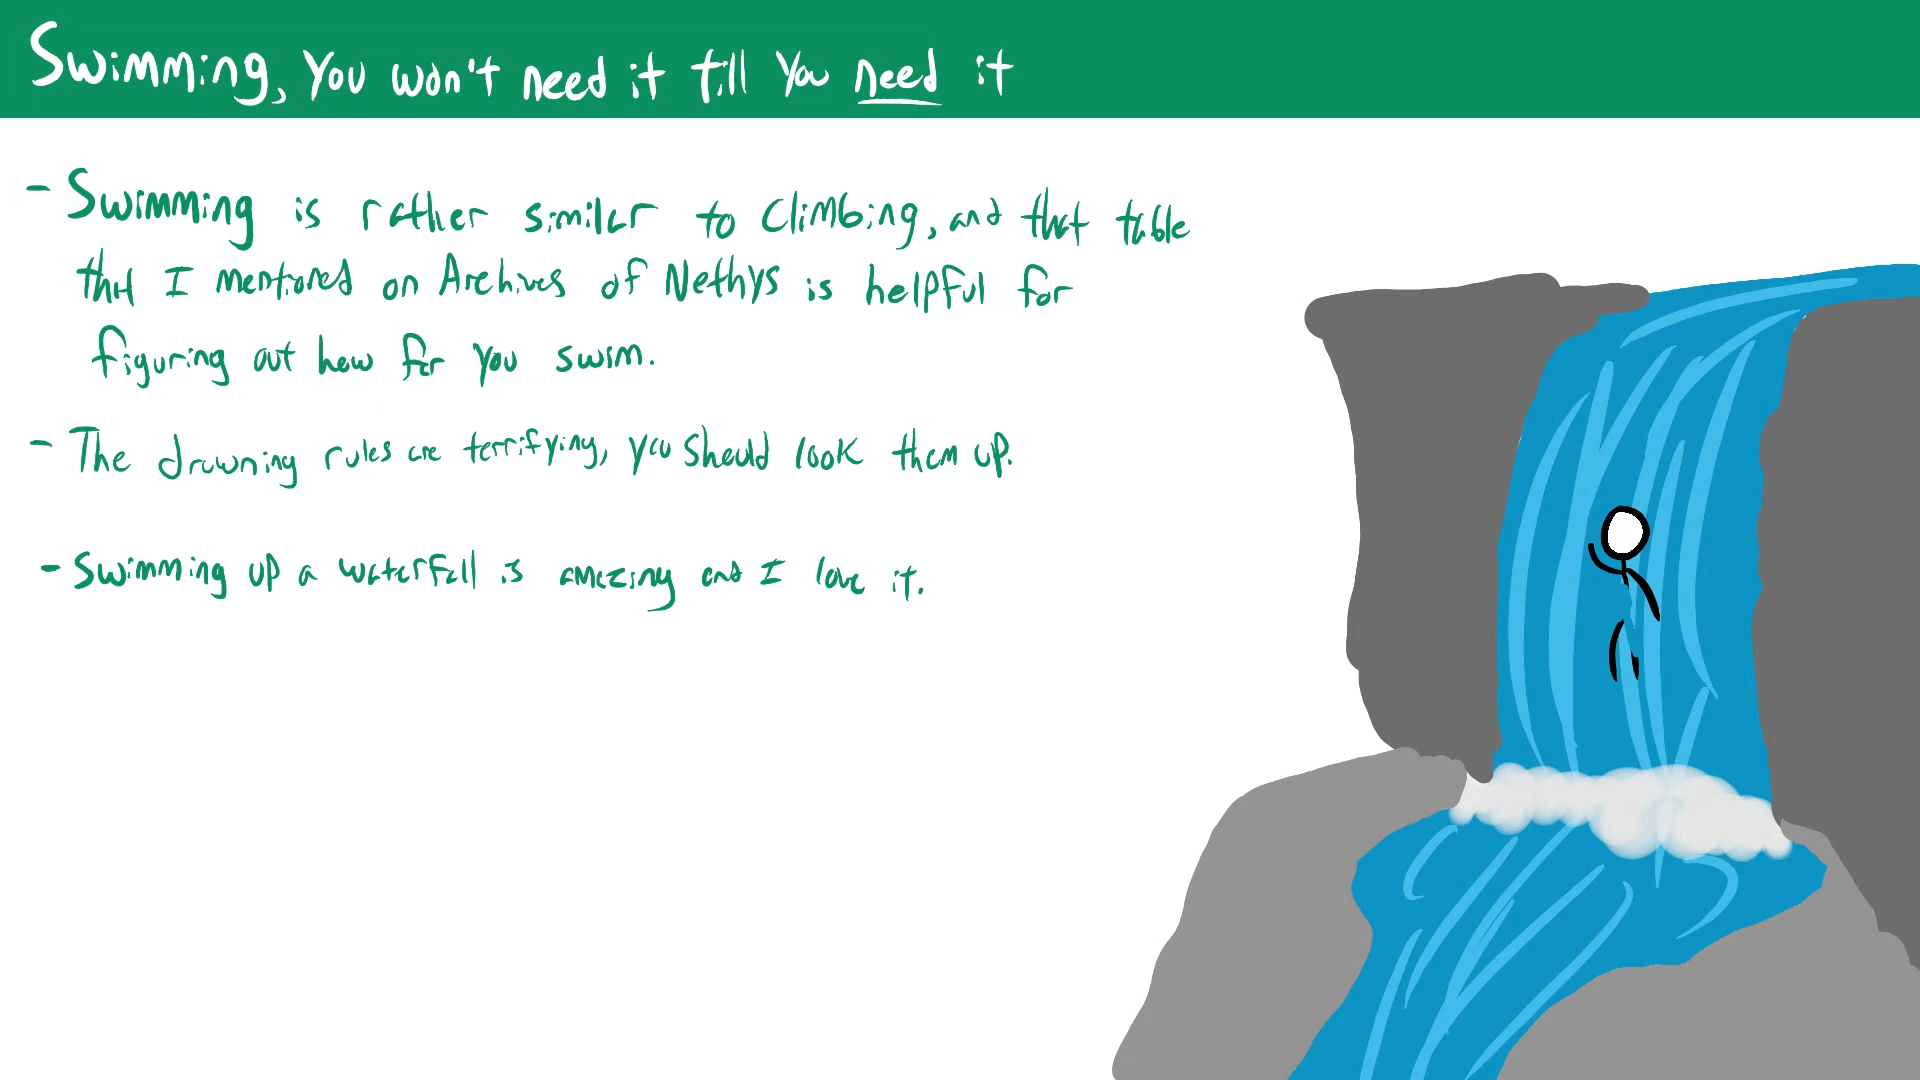 Swimming, You won't need it till You need it
- Swimming is rather similar to Climbing, and that table
that I mentioned on Archives of Nethys is helpful for
figuring out how far you swim.
- The drowning rules are terrifying, you should look them up.
- Swimming up a waterfall is amazing and I love it.